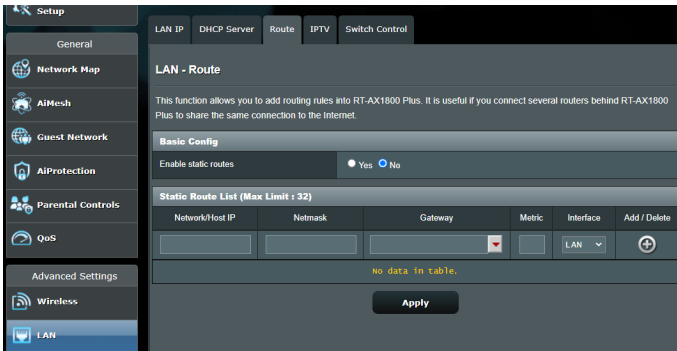 Setup
General
Network Map
AiMesh
Guest Network
AiProtection
Parental Controls
QoS
Advanced Settings
Wireless
LAN
LAN IP DHCP Server Route IPTV Switch Control
LAN - Route
This function allows you to add routing rules into RT-AX1800 Plus. It is useful if you connect several routers behind RT-AX1800
Plus to share the same connection to the Internet.
Basic Config
Enable static routes Yes No
Static Route List (Max Limit : 32)
Network/Host IP Netmask Gateway Metric Interface Add / Delete
LAN
No data in table.
Apply